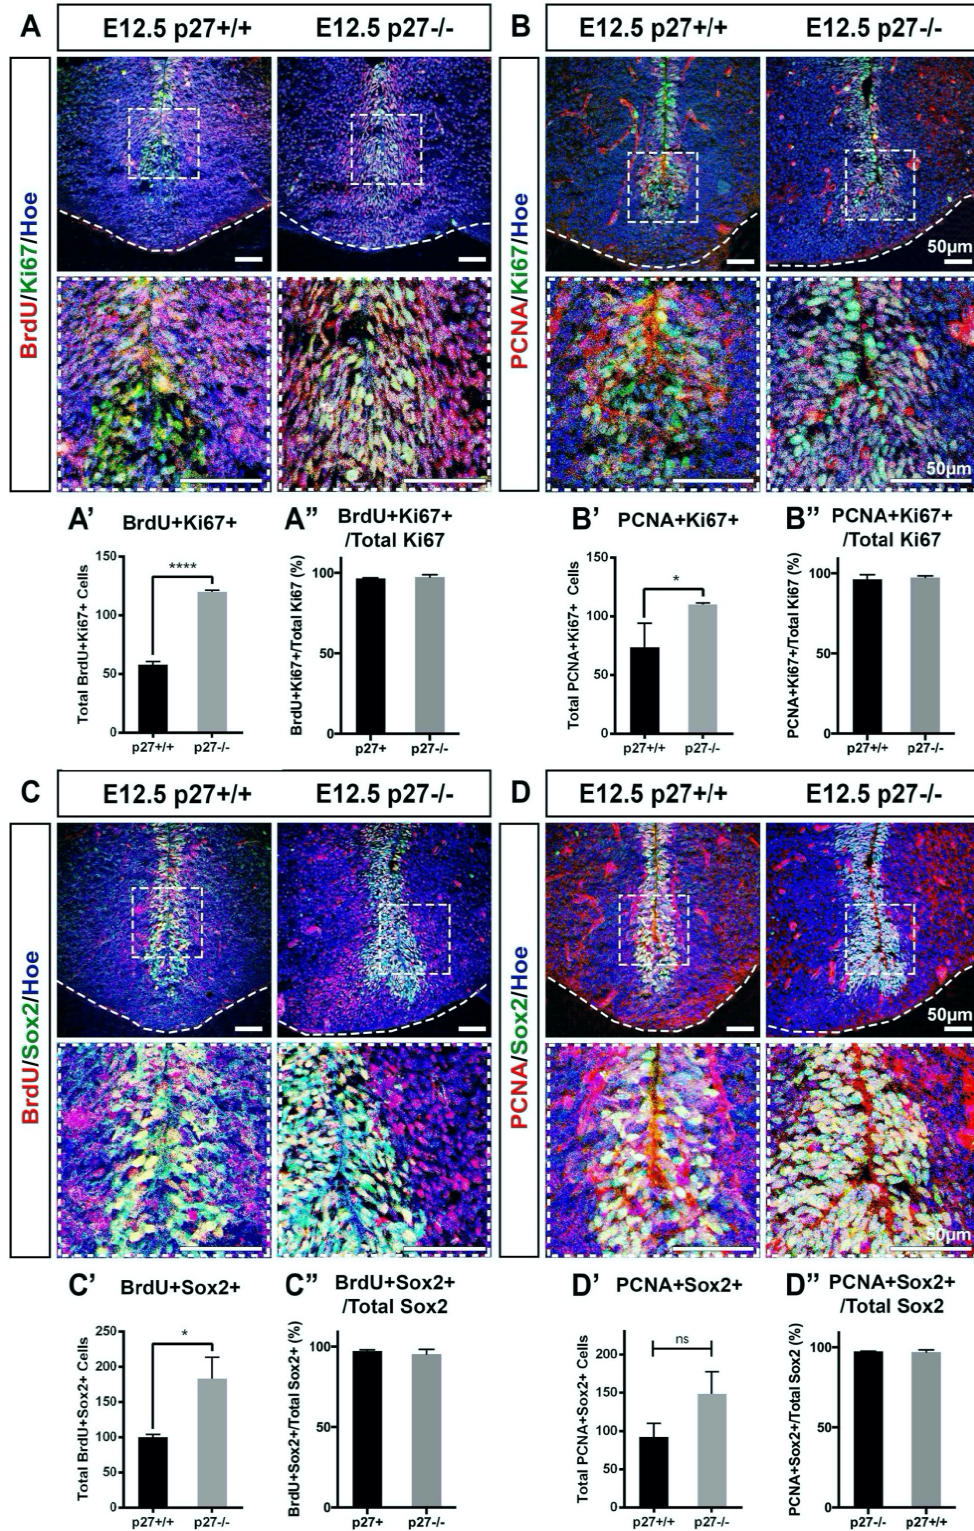 A
E12.5 p27+/+
E12.5 p27-/-
B
E12.5 p27+/+
E12.5 p27-/-
BrdU/Ki67/Hoe
PCNA/Ki67/Hoe
50µm
50µm
A’
BrdU+Ki67+
A”
BrdU+Ki67+
/Total Ki67
B’
PCNA+Ki67+
B”
PCNA+Ki67+
/Total Ki67
Total BrdU+Ki67+ Cells
150
100
50
0
****
p27+/+
p27-/-
BrdU+Ki67+/Total Ki67 (%)
100
50
0
p27+
p27-/-
Total PCNA+Ki67+ Cells
150
100
50
0
*
p27+/+
p27-/-
PCNA+Ki67+/Total Ki67 (%)
100
50
0
p27+/+
p27-/-
C
E12.5 p27+/+
E12.5 p27-/-
D
E12.5 p27+/+
E12.5 p27-/-
BrdU/Sox2/Hoe
PCNA/Sox2/Hoe
50µm
50µm
C’
BrdU+Sox2+
C”
BrdU+Sox2+
/Total Sox2
D’
PCNA+Sox2+
D”
PCNA+Sox2+
/Total Sox2
Total BrdU+Sox2+ Cells
250
200
150
100
50
0
*
p27+/+
p27-/-
BrdU+Sox2+/Total Sox2+ (%)
100
50
0
p27+
p27-/-
Total PCNA+Sox2+ Cells
200
150
100
50
0
ns
p27+/+
p27-/-
PCNA+Sox2+/Total Sox2 (%)
100
50
0
p27-/-
p27+/+